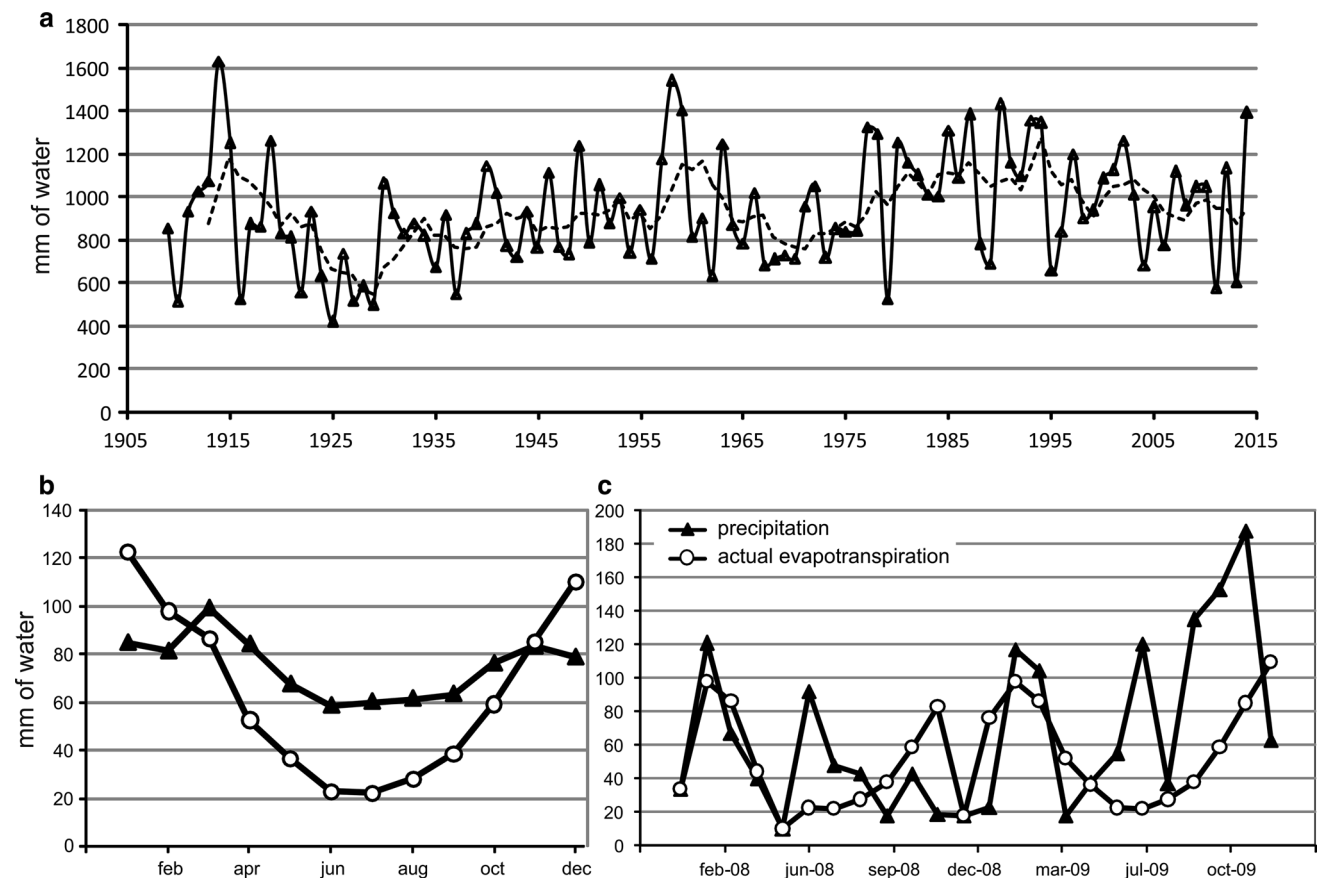 a
1800
1600
1400
1200
1000
800
600
400
200
0
mm of water
1905 1915 1925 1935 1945 1955 1965 1975 1985 1995 2005 2015
b
140
120
100
80
60
40
20
0
mm of water
feb apr jun aug oct dec
c
200
180
160
140
120
100
80
60
40
20
0
precipitation
actual evapotranspiration
feb-08 jun-08 sep-08 dec-08 mar-09 jul-09 oct-09